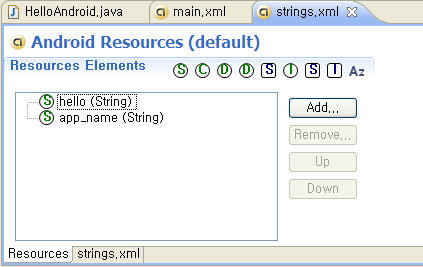 HelloAndroid.java main.xml strings.xml
Android Resources (default)
Resources Elements S C D D S I S I Az
S hello (String)
S app_name (String)
Add...
Remove...
Up
Down
Resources strings.xml